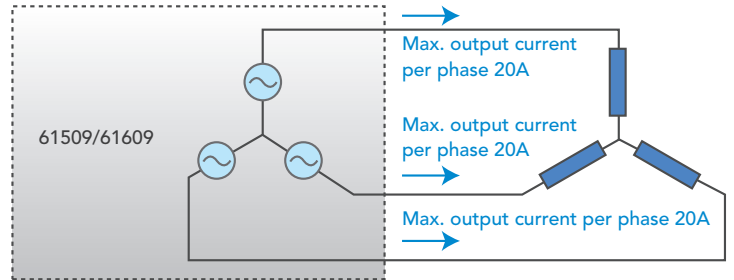 Max. output current
per phase 20A
61509/61609
Max. output current
per phase 20A
Max. output current per phase 20A